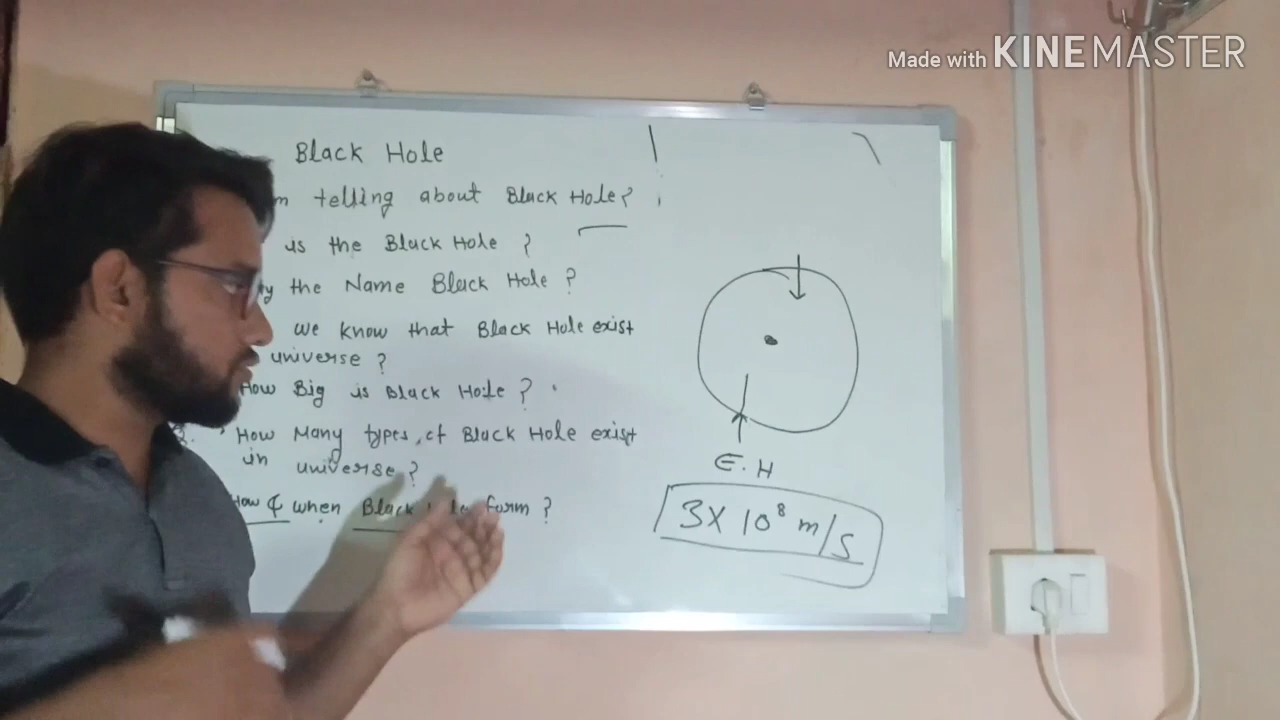 Made with KINEMASTER
Black Hole
telling about Black Hole?
is the Black Hole ?
the Name Black Hole ?
we know that Black Hole exist
universe ?
How Big is Black Hole ?
How Many types of Black Hole exist
in universe ?
How & when Black form ?
E.H
3X10⁸ m/s